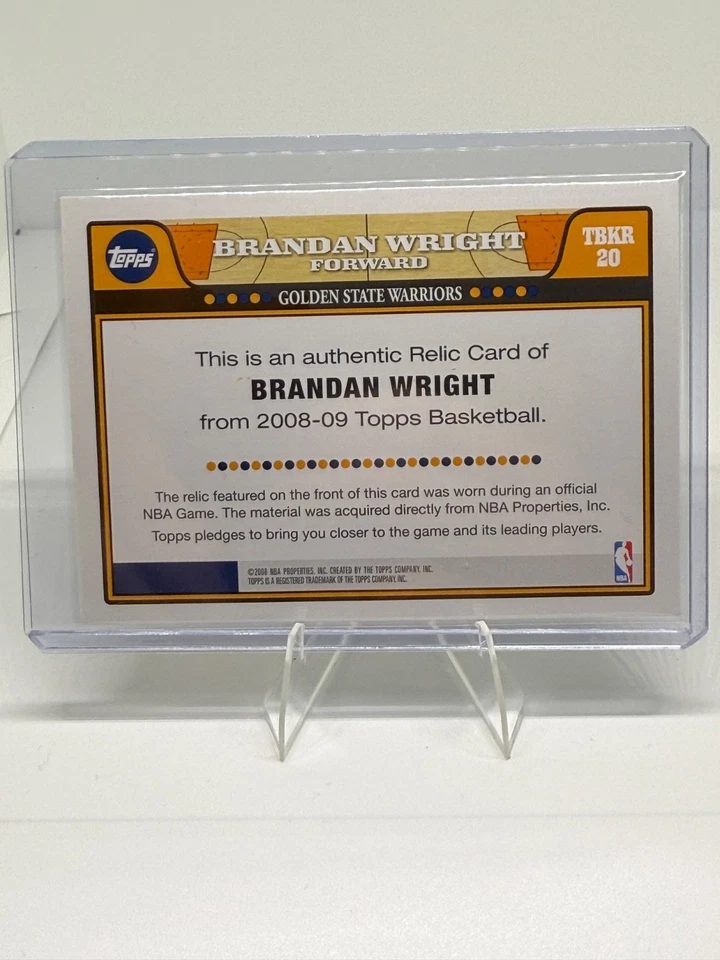 topps
BRANDAN WRIGHT
FORWARD
TBKR
20
GOLDEN STATE WARRIORS
This is an authentic Relic Card of
BRANDAN WRIGHT
from 2008-09 Topps Basketball.
The relic featured on the front of this card was worn during an official
NBA Game. The material was acquired directly from NBA Properties, Inc.
Topps pledges to bring you closer to the game and its leading players.
©2008 NBA PROPERTIES, INC. CREATED BY THE TOPPS COMPANY, INC.
TOPPS IS A REGISTERED TRADEMARK OF THE TOPPS COMPANY, INC.
NBA